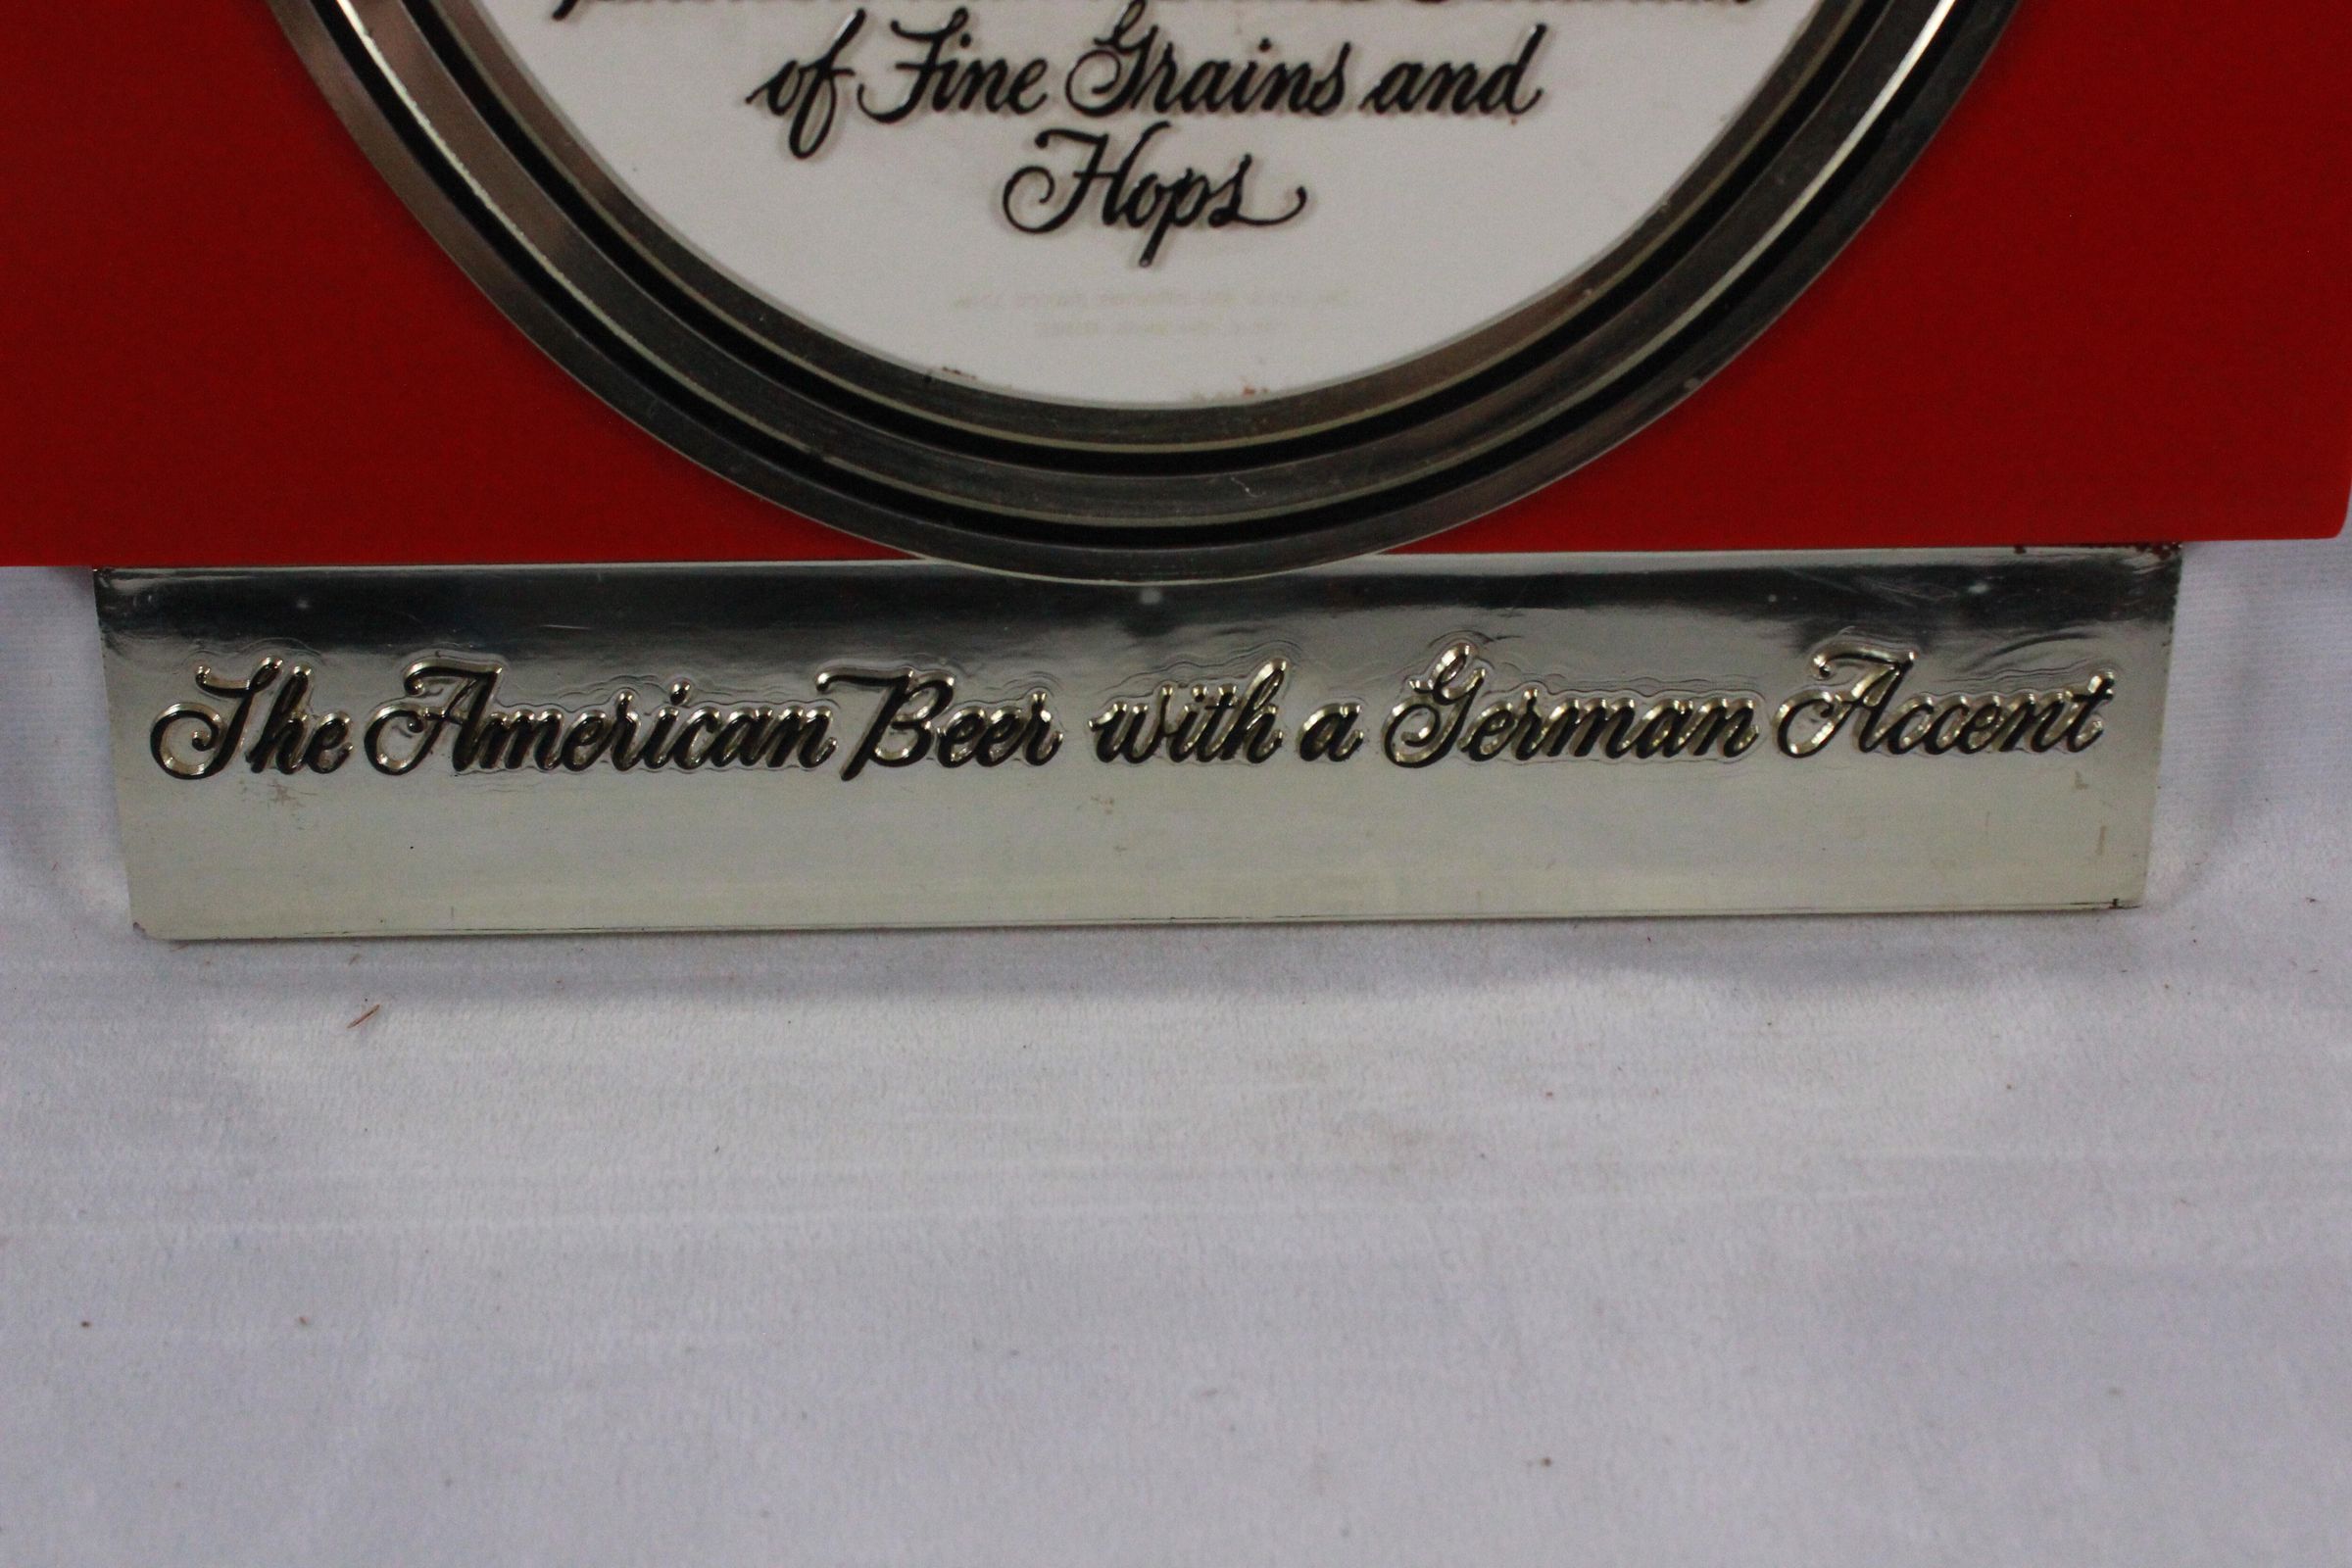 of Fine Grains and
Hops
The American Beer with a German Accent